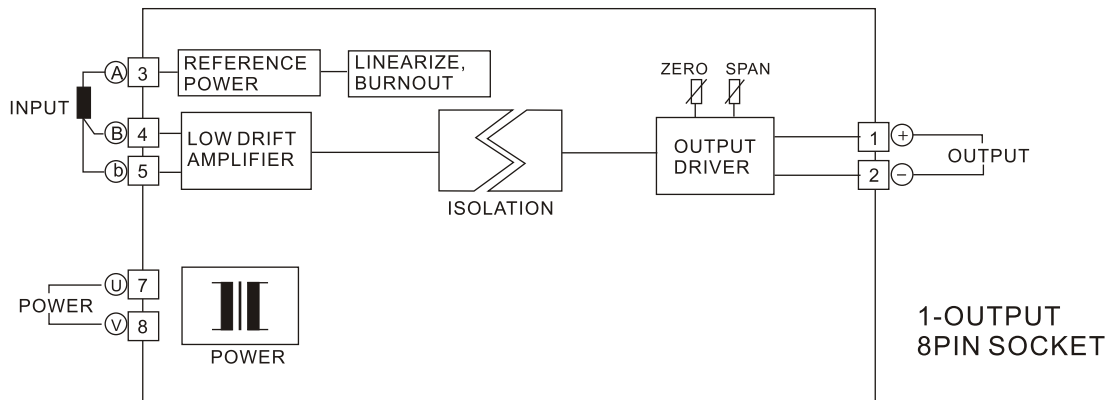 REFERENCE
POWER
LINEARIZE,
BURNOUT
ZERO
SPAN
INPUT
A
3
B
4
b
5
LOW DRIFT
AMPLIFIER
ISOLATION
OUTPUT
DRIVER
1
+
2
−
OUTPUT
POWER
U
7
V
8
POWER
1-OUTPUT
8PIN SOCKET